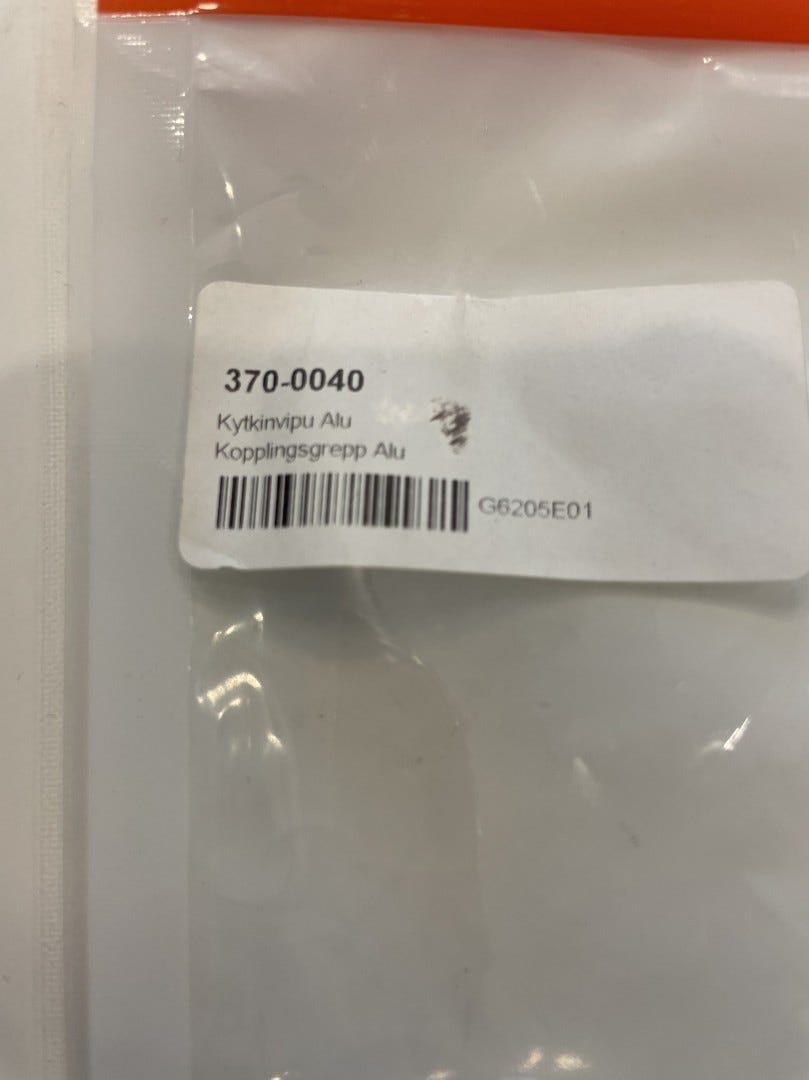 370-0040
Kytkinvipu Alu
Kopplingsgrepp Alu
G6205E01